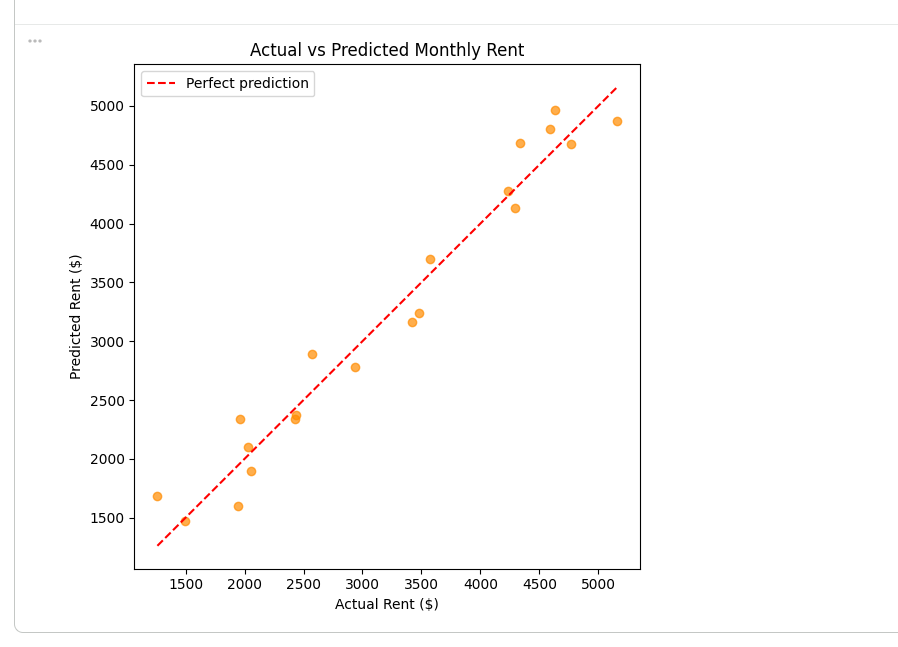 Actual vs Predicted Monthly Rent
Perfect prediction
5000
4500
4000
3500
3000
2500
2000
1500
Predicted Rent ($)
1500 2000 2500 3000 3500 4000 4500 5000
Actual Rent ($)